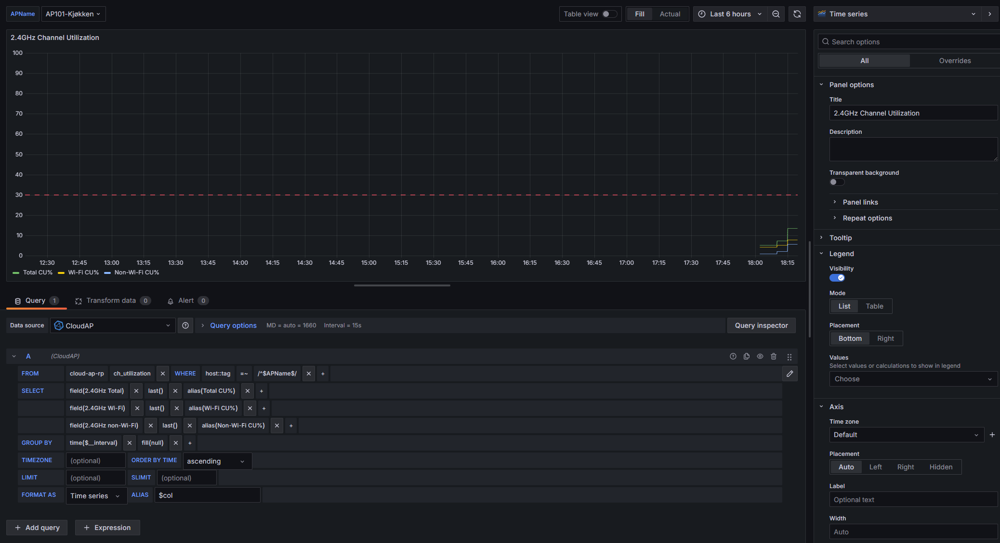 APName AP101-Kjøkken Table view Fill Actual Last 6 hours Time series
2.4GHz Channel Utilization
100
90
80
70
60
50
40
30
20
10
0
12:30 12:45 13:00 13:15 13:30 13:45 14:00 14:15 14:30 14:45 15:00 15:15 15:30 15:45 16:00 16:15 16:30 16:45 17:00 17:15 17:30 17:45 18:00 18:15
Total CU% Wi-Fi CU% Non-Wi-Fi CU%
Query 1 Transform data 0 Alert 0
Data source CloudAP Query options MD = auto = 1660 Interval = 15s Query inspector
A (CloudAP)
FROM cloud-ap-rp ch_utilization WHERE host::tag =~ /^$APName$/ +
SELECT field(2.4GHz Total) last() alias(Total CU%) +
field(2.4GHz Wi-Fi) last() alias(Wi-Fi CU%) +
field(2.4GHz non-Wi-Fi) last() alias(Non-Wi-Fi CU%) +
GROUP BY time($__interval) fill(null) +
TIMEZONE (optional) ORDER BY TIME ascending
LIMIT (optional) SLIMIT (optional)
FORMAT AS Time series ALIAS $col
+ Add query + Expression
Search options
All Overrides
Panel options
Title
2.4GHz Channel Utilization
Description
Transparent background
Panel links
Repeat options
Tooltip
Legend
Visibility
Mode
List Table
Placement
Bottom Right
Values
Select values or calculations to show in legend
Choose
Axis
Time zone
Default +
Placement
Auto Left Right Hidden
Label
Optional text
Width
Auto